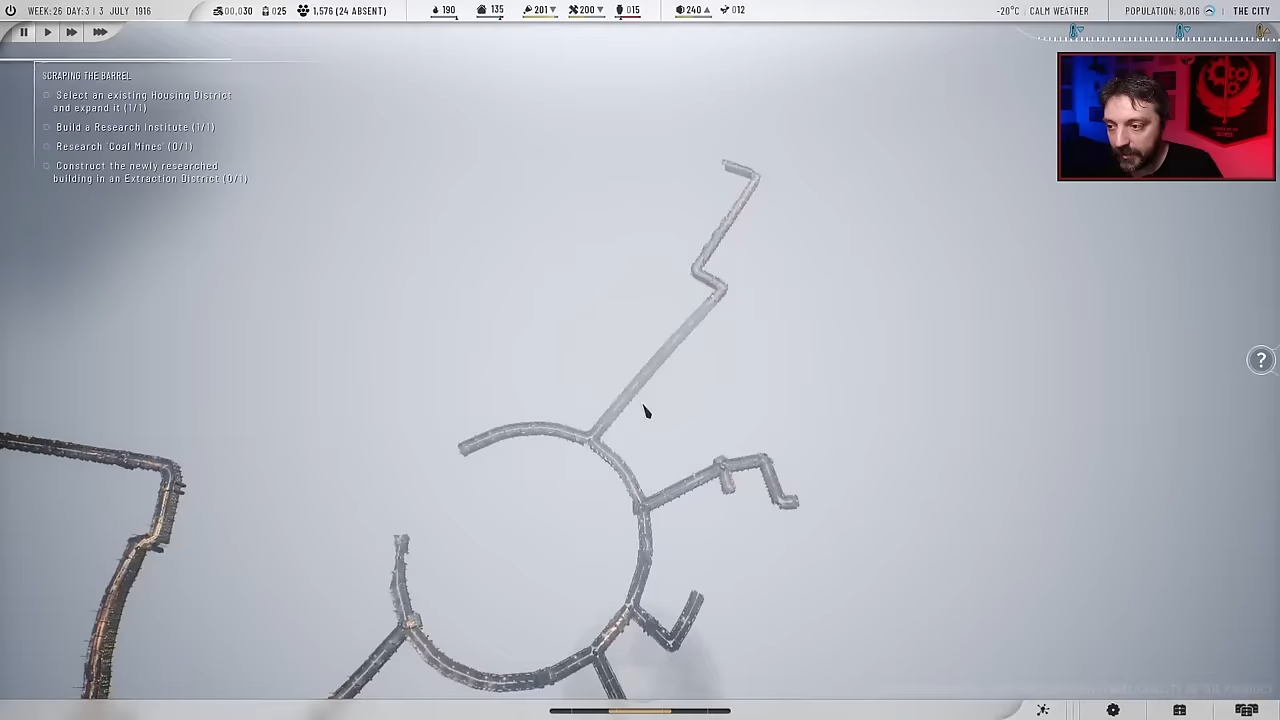 WEEK:26 DAY:3 | 3 JULY 1916
00,030
025
1,576 (24 ABSENT)
190
135
201
200
015
240
012
-20°C | CALM WEATHER
POPULATION: 8,016
THE CITY
SCRAPING THE BARREL
Select an existing Housing District
and expand it (1/1)
Build a Research Institute (1/1)
Research 'Coal Mines' (0/1)
Construct the newly researched
building in an Extraction District (0/1)
?